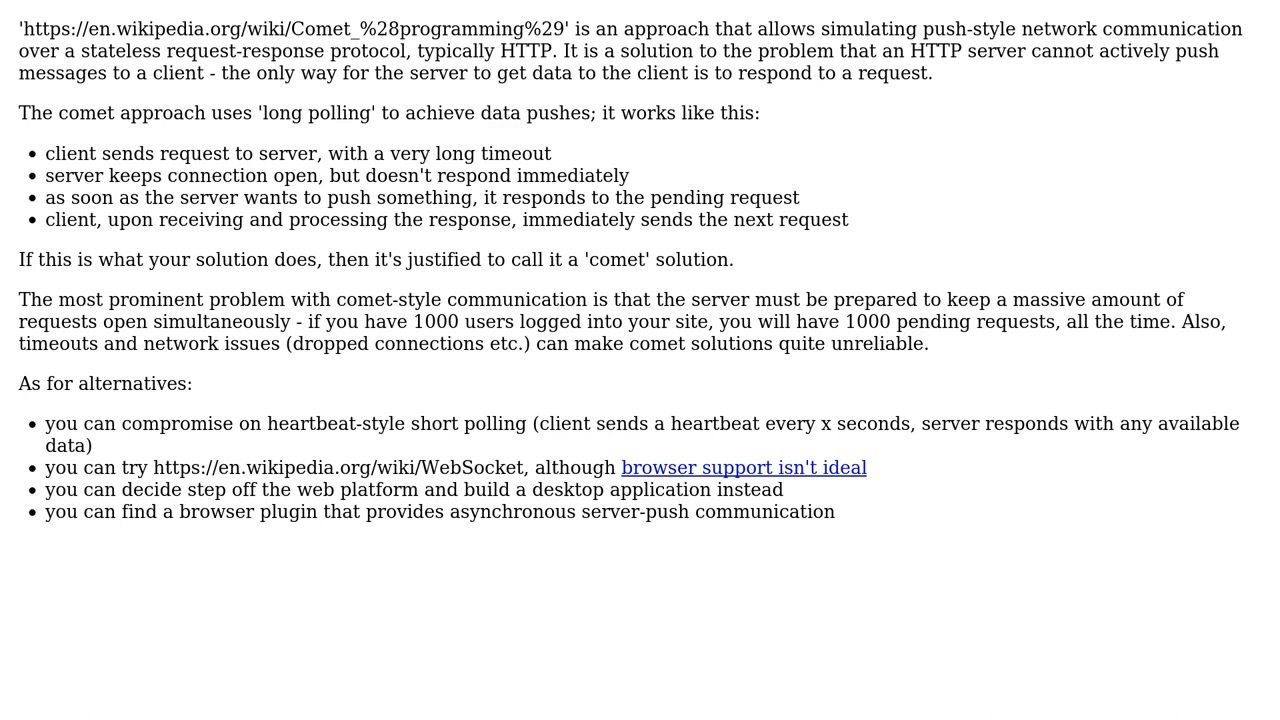 'https://en.wikipedia.org/wiki/Comet_%28programming%29' is an approach that allows simulating push-style network communication
over a stateless request-response protocol, typically HTTP. It is a solution to the problem that an HTTP server cannot actively push
messages to a client - the only way for the server to get data to the client is to respond to a request.
The comet approach uses 'long polling' to achieve data pushes; it works like this:
• client sends request to server, with a very long timeout
• server keeps connection open, but doesn't respond immediately
• as soon as the server wants to push something, it responds to the pending request
• client, upon receiving and processing the response, immediately sends the next request
If this is what your solution does, then it's justified to call it a 'comet' solution.
The most prominent problem with comet-style communication is that the server must be prepared to keep a massive amount of
requests open simultaneously - if you have 1000 users logged into your site, you will have 1000 pending requests, all the time. Also,
timeouts and network issues (dropped connections etc.) can make comet solutions quite unreliable.
As for alternatives:
• you can compromise on heartbeat-style short polling (client sends a heartbeat every x seconds, server responds with any available
data)
• you can try https://en.wikipedia.org/wiki/WebSocket, although browser support isn't ideal
• you can decide step off the web platform and build a desktop application instead
• you can find a browser plugin that provides asynchronous server-push communication